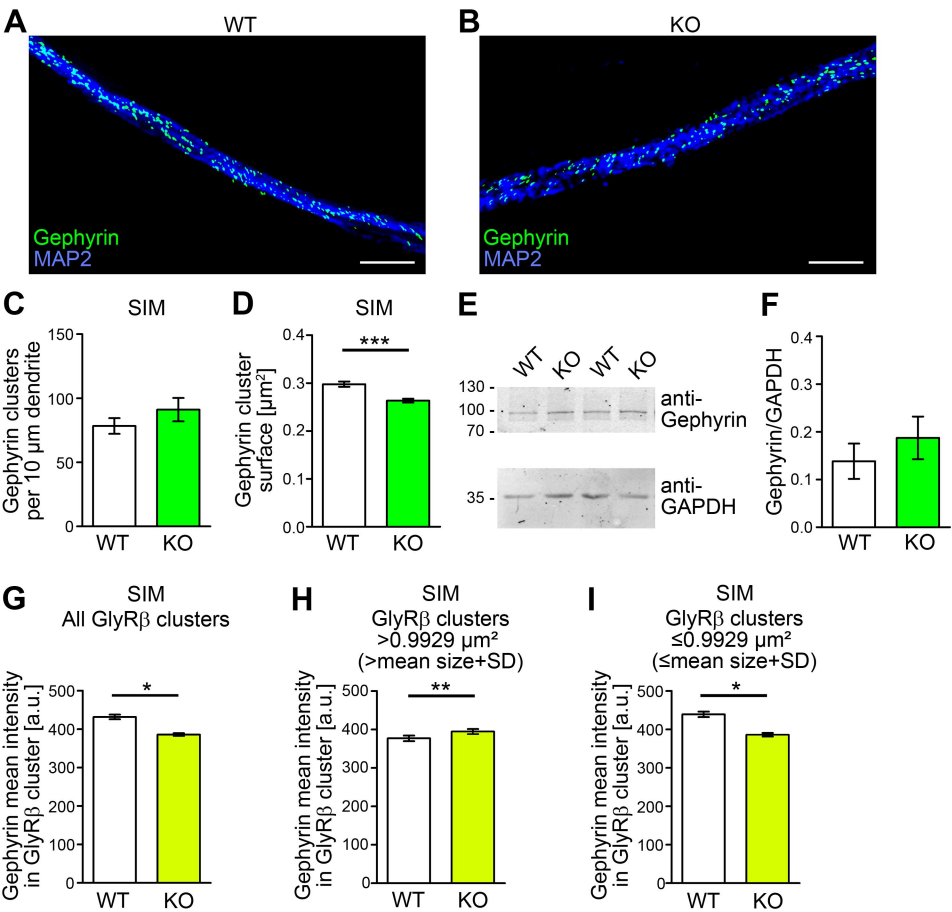 A
WT
Gephyrin
MAP2
B
KO
Gephyrin
MAP2
C
SIM
Gephyrin clusters
per 10 µm dendrite
150
100
50
0
WT KO
D
SIM
Gephyrin cluster
surface [µm²]
0.4
0.3
0.2
0.1
0.0
***
WT KO
E
WT KO WT KO
130 -
100 -
70 -
anti-
Gephyrin
35 -
anti-
GAPDH
F
Gephyrin/GAPDH
0.4
0.3
0.2
0.1
0.0
WT KO
G
SIM
All GlyRβ clusters
Gephyrin mean intensity
in GlyRβ cluster [a.u.]
500
400
300
200
100
0
*
WT KO
H
SIM
GlyRβ clusters
>0.9929 µm²
(>mean size+SD)
Gephyrin mean intensity
in GlyRβ cluster [a.u.]
500
400
300
200
100
0
**
WT KO
I
SIM
GlyRβ clusters
≤0.9929 µm²
(≤mean size+SD)
Gephyrin mean intensity
in GlyRβ cluster [a.u.]
500
400
300
200
100
0
*
WT KO